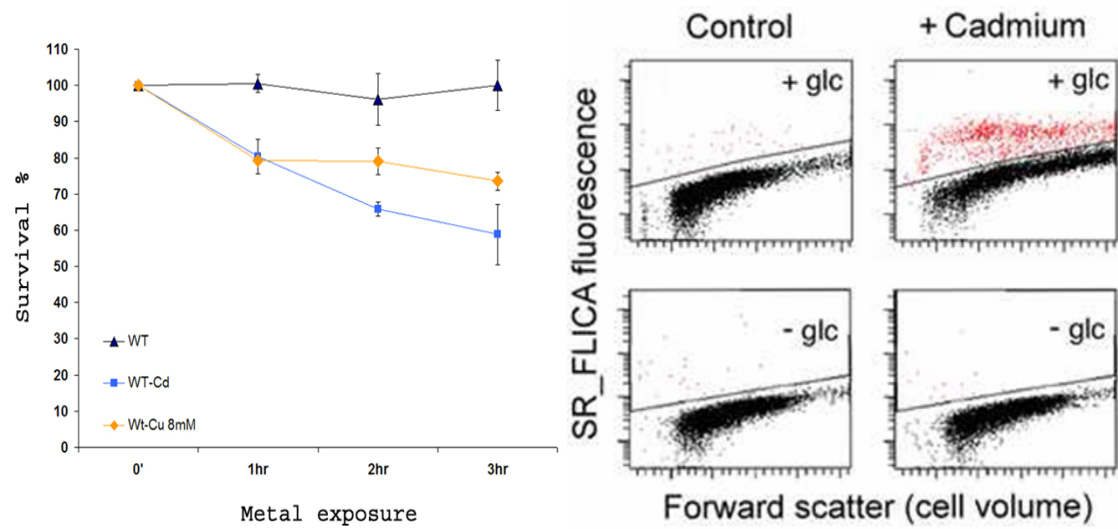 110
100
90
80
70
60
50
40
30
20
10
0
Survival %
WT
WT-Cd
Wt-Cu 8mM
0' 1hr 2hr 3hr
Metal exposure
Control + Cadmium
+ glc + glc
- glc - glc
SR_FLICA fluorescence
Forward scatter (cell volume)